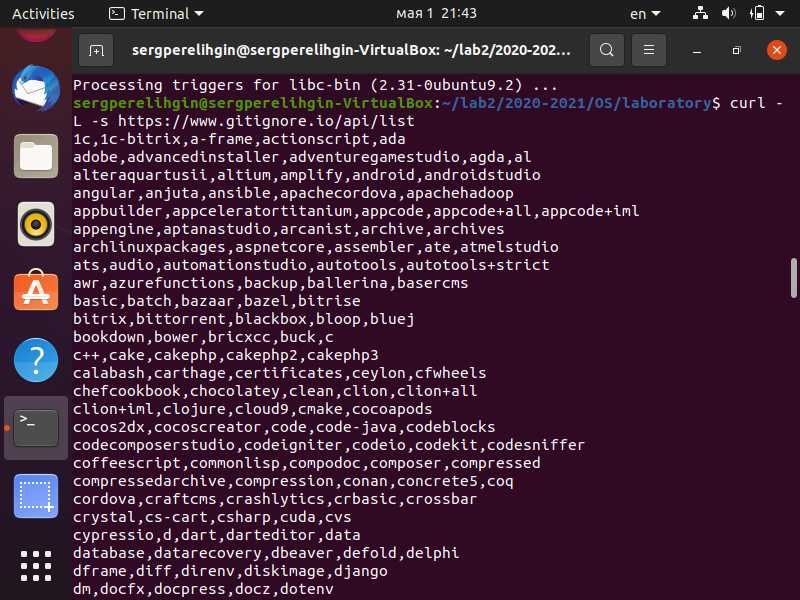 Activities Terminal мая 1 21:43 en
sergperelihgin@sergperelihgin-VirtualBox: ~/lab2/2020-202...
Processing triggers for libc-bin (2.31-0ubuntu9.2) ...
sergperelihgin@sergperelihgin-VirtualBox:~/lab2/2020-2021/OS/laboratory$ curl -
L -s https://www.gitignore.io/api/list
1c,1c-bitrix,a-frame,actionscript,ada
adobe,advancedinstaller,adventuregamestudio,agda,al
alteraquartusii,altium,amplify,android,androidstudio
angular,anjuta,ansible,apachecordova,apachehadoop
appbuilder,appceleratortitanium,appcode,appcode+all,appcode+iml
appengine,aptanastudio,arcanist,archive,archives
archlinuxpackages,aspnetcore,assembler,ate,atmelstudio
ats,audio,automationstudio,autotools,autotools+strict
awr,azurefunctions,backup,ballerina,basercms
basic,batch,bazaar,bazel,bitrise
bitrix,bittorrent,blackbox,bloop,bluej
bookdown,bower,bricxcc,buck,c
c++,cake,cakephp,cakephp2,cakephp3
calabash,carthage,certificates,ceylon,cfwheels
chefcookbook,chocolatey,clean,clion,clion+all
clion+iml,clojure,cloud9,cmake,cocoapods
cocos2dx,cocoscreator,code,code-java,codeblocks
codecomposerstudio,codeigniter,codeio,codekit,codesniffer
coffeescript,commonlisp,compodoc,composer,compressed
compressedarchive,compression,conan,concrete5,coq
cordova,craftcms,crashlytics,crbasic,crossbar
crystal,cs-cart,csharp,cuda,cvs
cypressio,d,dart,darteditor,data
database,datarecovery,dbeaver,defold,delphi
dframe,diff,direnv,diskimage,django
dm,docfx,docpress,docz,dotenv